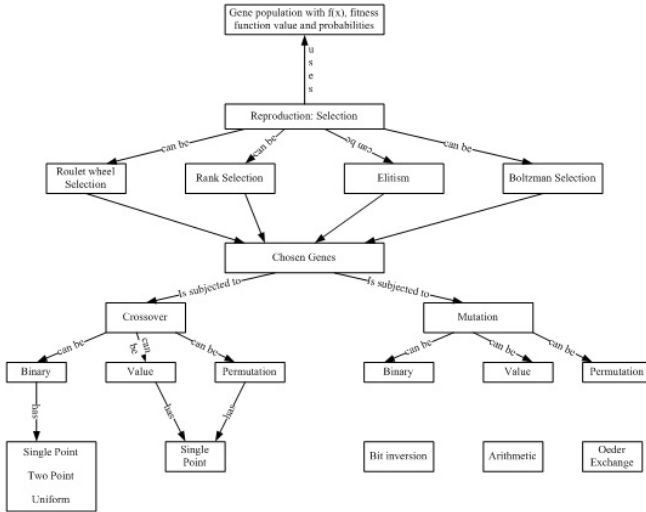 Gene population with f(x), fitness
function value and probabilities
uses
Reproduction: Selection
can be
can be
can be
can be
Roulet wheel
Selection
Rank Selection
Elitism
Boltzman Selection
Chosen Genes
Is subjected to
Is subjected to
Crossover
Mutation
can be
can be
can be
can be
can be
can be
Binary
Value
Permutation
Binary
Value
Permutation
has
has
has
Single Point
Two Point
Uniform
Single
Point
Bit inversion
Arithmetic
Oeder
Exchange